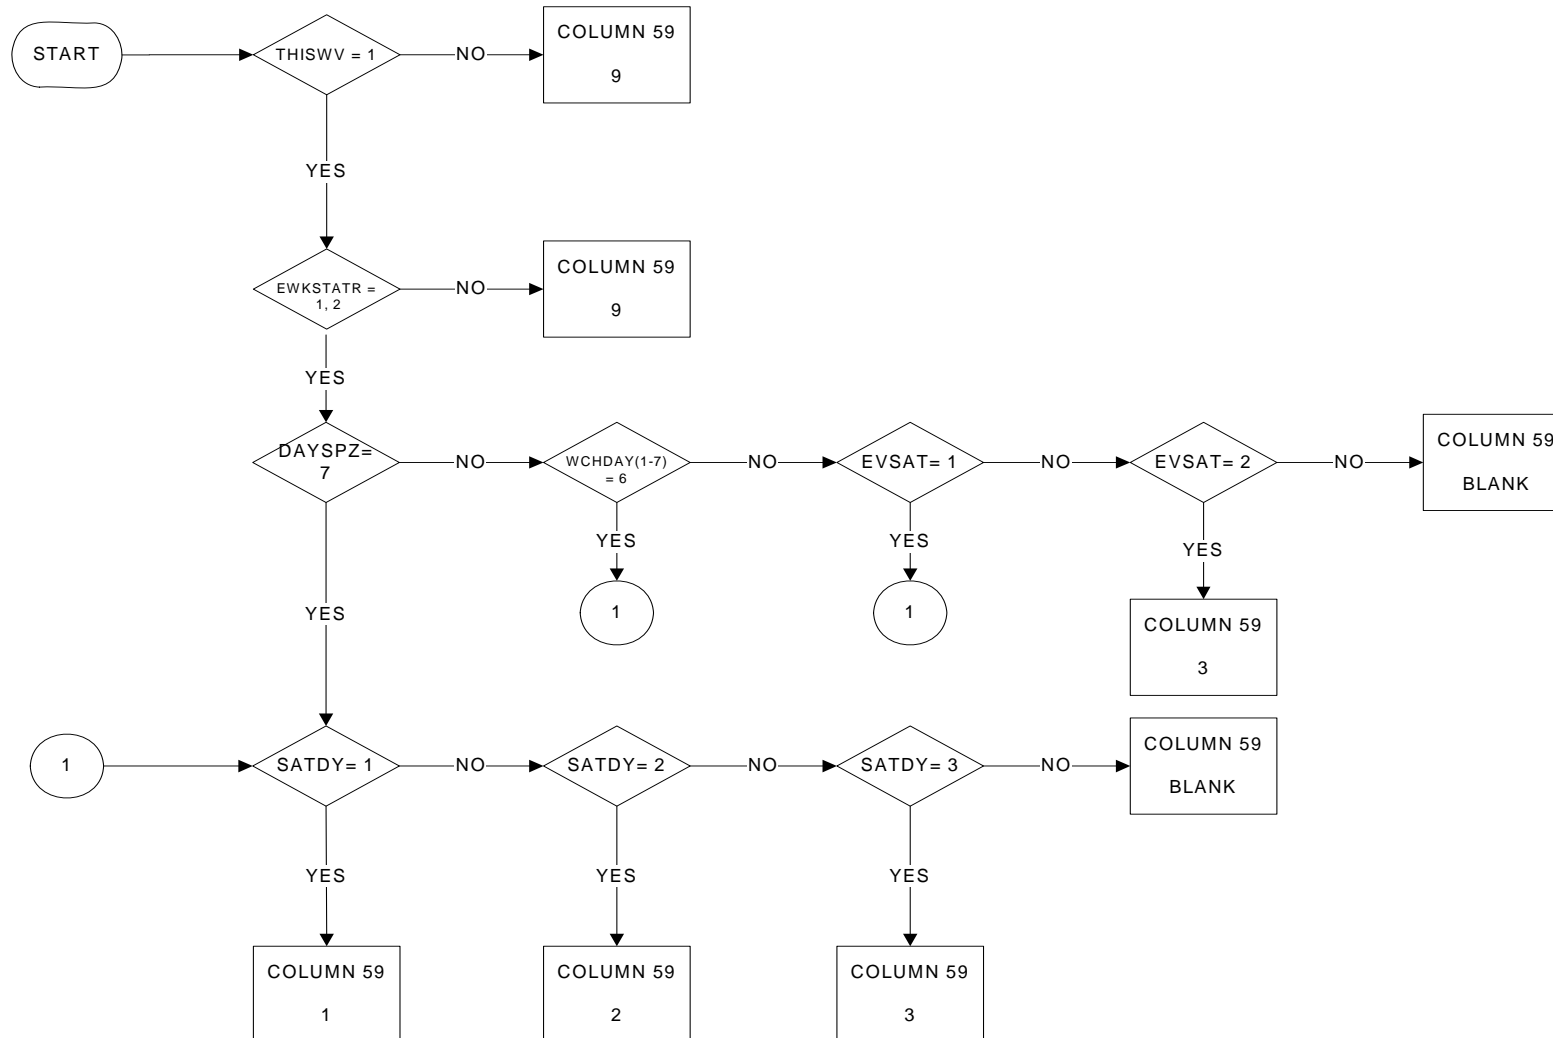 START
THISWV = 1
NO
COLUMN 59
9
YES
EWKSTATR =
1, 2
NO
COLUMN 59
9
YES
DAYSPZ=
7
NO
WCHDAY(1-7)
= 6
NO
EVSAT= 1
NO
EVSAT= 2
NO
COLUMN 59
BLANK
YES
YES
YES
YES
1
1
COLUMN 59
3
1
SATDY= 1
NO
SATDY= 2
NO
SATDY= 3
NO
COLUMN 59
BLANK
YES
YES
YES
COLUMN 59
1
COLUMN 59
2
COLUMN 59
3